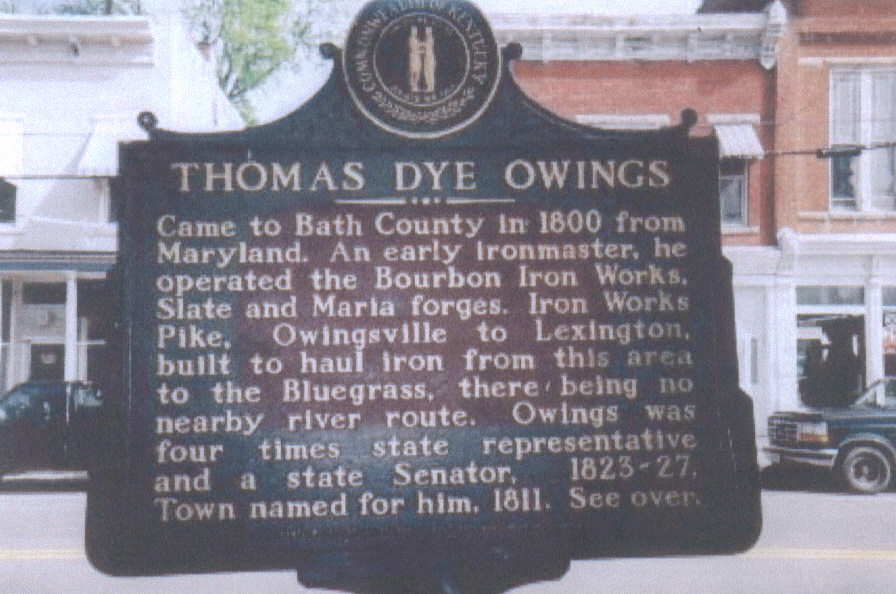 COMMONWEALTH OF KENTUCKY
THOMAS DYE OWINGS
Came to Bath County in 1800 from
Maryland. An early ironmaster, he
operated the Bourbon Iron Works,
Slate and Maria forges. Iron Works
Pike, Owingsville to Lexington,
built to haul iron from this area
to the Bluegrass, there being no
nearby river route. Owings was
four times state representative
and a state Senator, 1823-27.
Town named for him, 1811. See over.